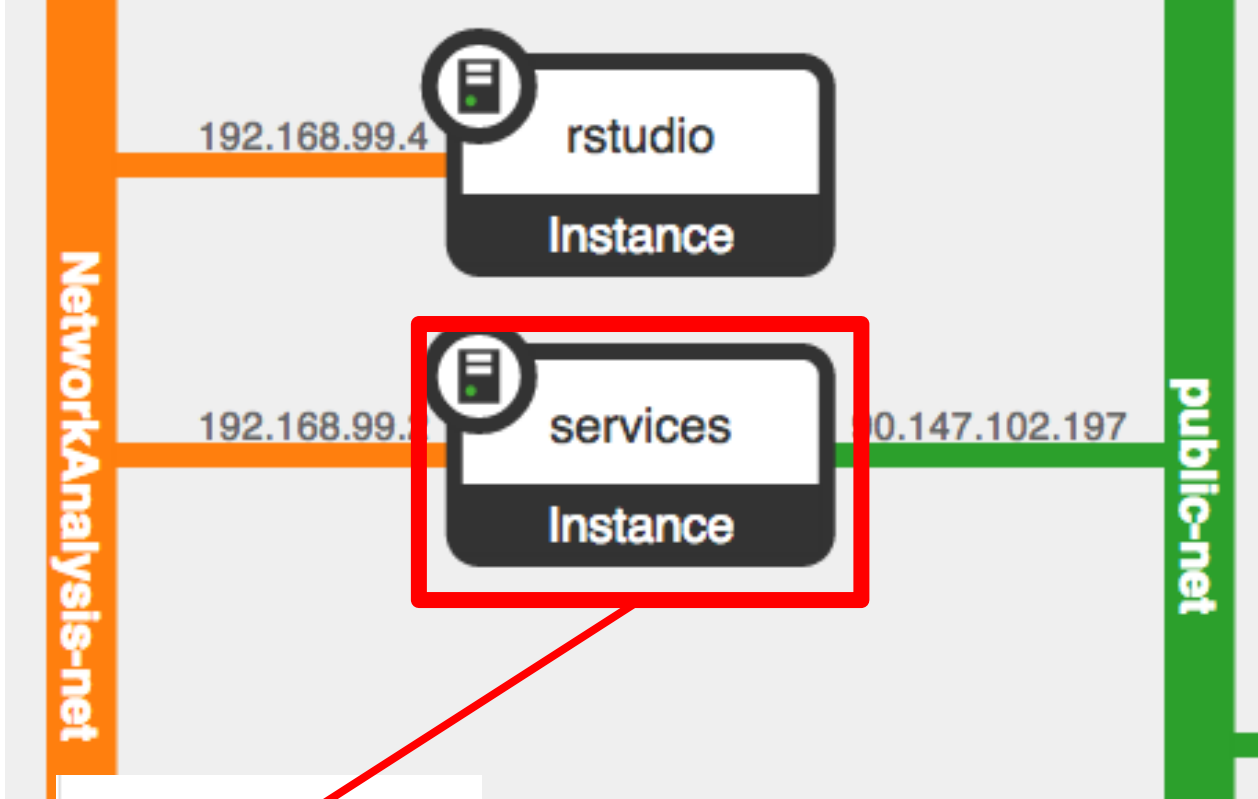 192.168.99.4
rstudio
Instance
NetworkAnalysis-net
192.168.99.2
services
90.147.102.197
Instance
public-net